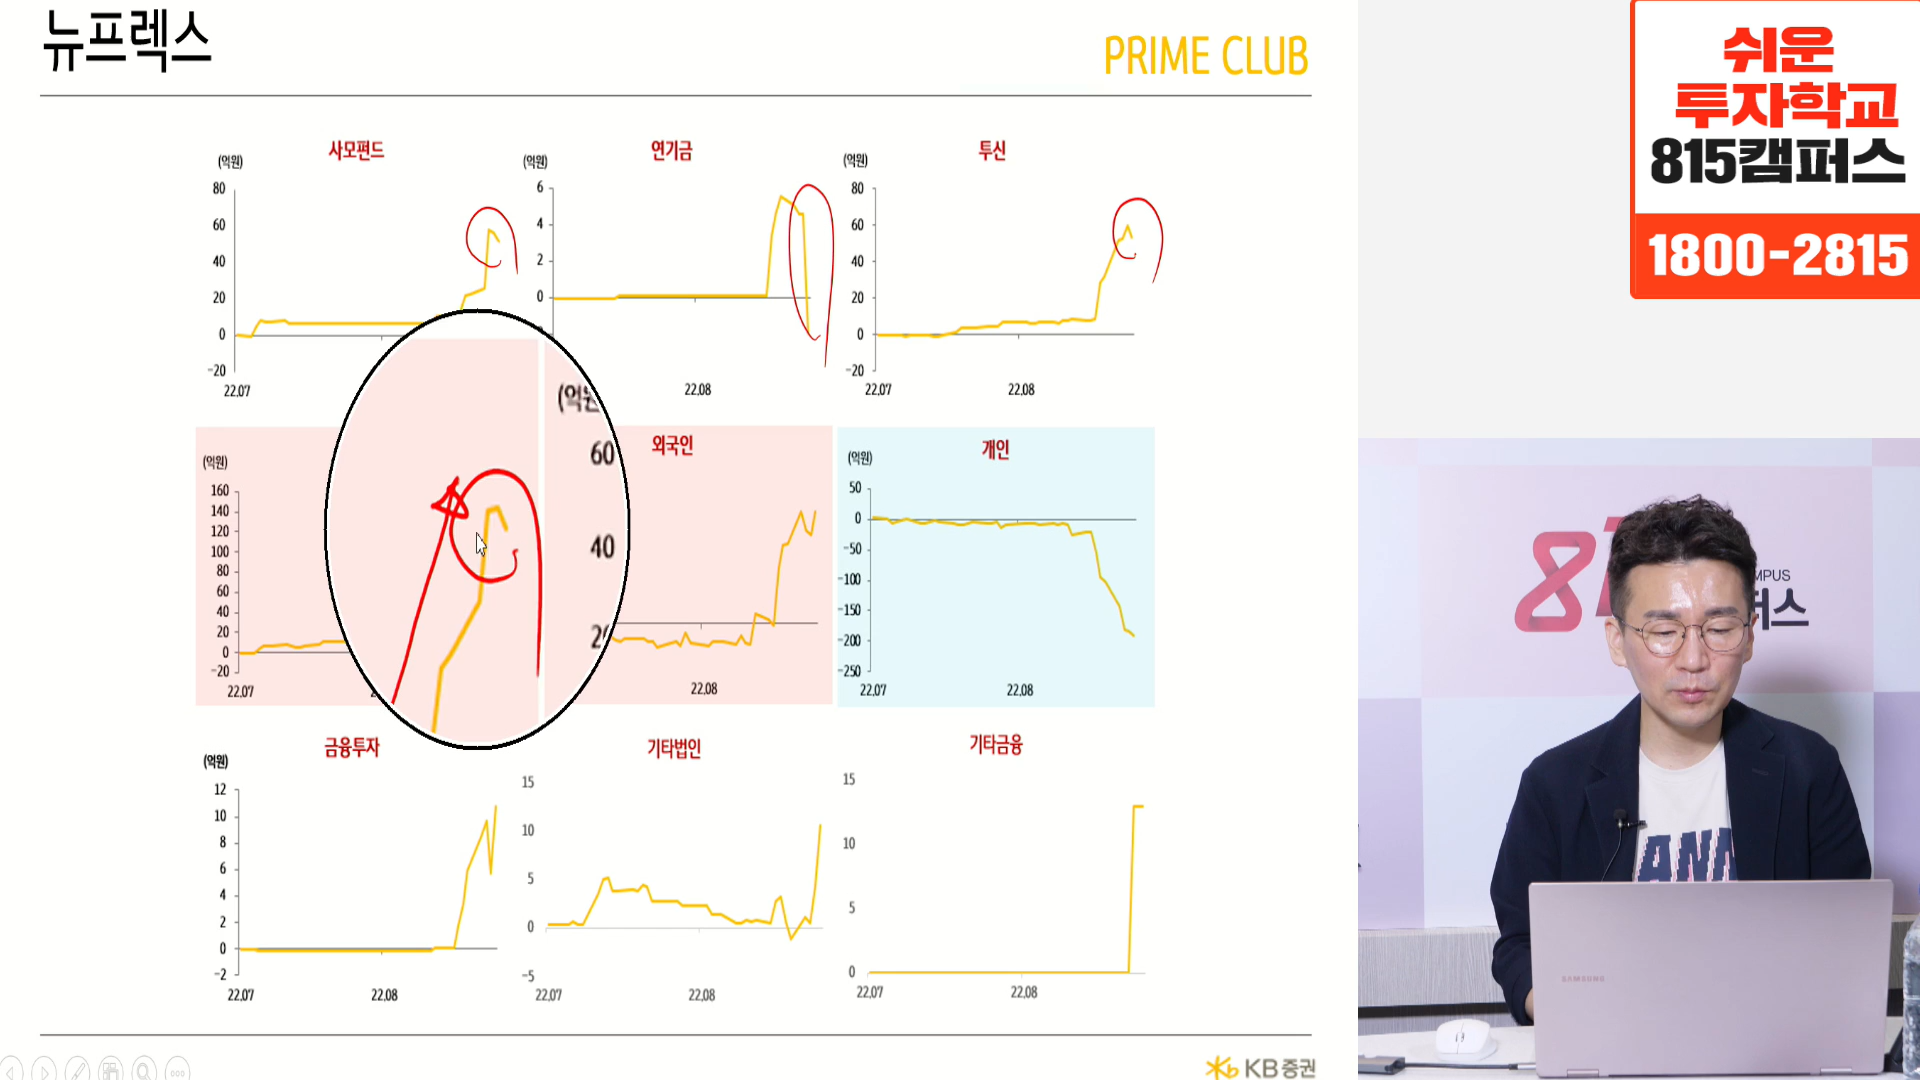 뉴프렉스
PRIME CLUB
쉬운
투자학교
815캠퍼스
1800-2815
사모펀드
(억원)
80
60
40
20
0
-20
22.07
연기금
(억원)
6
4
2
0
22.08
투신
(억원)
80
60
40
20
0
-20
22.07
22.08
(억원)
160
140
120
100
80
60
40
20
0
-20
22.07
(억원
60
40
외국인
22.08
개인
(억원)
50
0
-50
-100
-150
-200
-250
22.07
22.08
금융투자
(억원)
12
10
8
6
4
2
0
-2
22.07
22.08
기타법인
15
10
5
0
-5
22.07
22.08
기타금융
15
10
5
0
22.07
22.08
KB증권
MPUS
퍼스
SAMSUNG